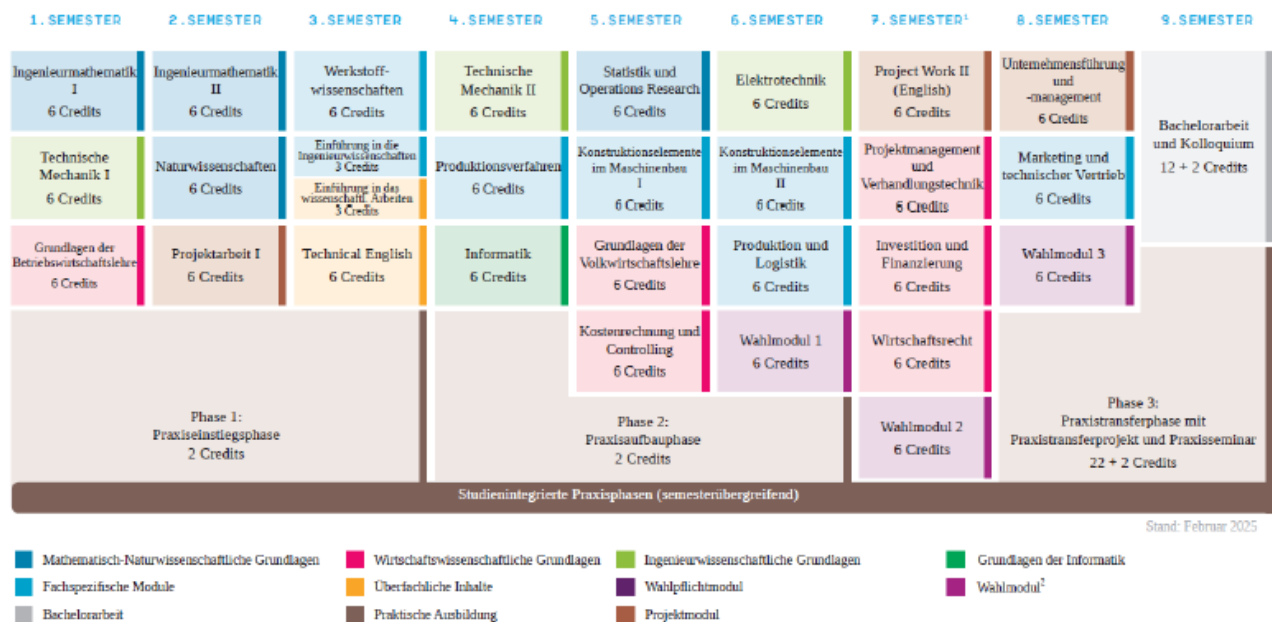 1. SEMESTER
2. SEMESTER
3. SEMESTER
4. SEMESTER
5. SEMESTER
6. SEMESTER
7. SEMESTER¹
8. SEMESTER
9. SEMESTER
Ingenieurmathematik
I
6 Credits
Ingenieurmathematik
II
6 Credits
Werkstoff-
wissenschaften
6 Credits
Technische
Mechanik II
6 Credits
Statistik und
Operations Research
6 Credits
Elektrotechnik
6 Credits
Project Work II
(English)
6 Credits
Unternehmensführung
und
-management
6 Credits
Bachelorarbeit
und Kolloquium
12 + 2 Credits
Technische
Mechanik I
6 Credits
Naturwissenschaften
6 Credits
Einführung in die
Ingenieurwissenschaften
3 Credits
Einführung in das
wissenschaftl. Arbeiten
3 Credits
Produktionsverfahren
6 Credits
Konstruktionselemente
im Maschinenbau
I
6 Credits
Konstruktionselemente
im Maschinenbau
II
6 Credits
Projektmanagement
und
Verhandlungstechnik
6 Credits
Marketing und
technischer Vertrieb
6 Credits
Grundlagen der
Betriebswirtschaftslehre
6 Credits
Projektarbeit I
6 Credits
Technical English
6 Credits
Informatik
6 Credits
Grundlagen der
Volkwirtschaftslehre
6 Credits
Produktion und
Logistik
6 Credits
Investition und
Finanzierung
6 Credits
Wahlmodul 3
6 Credits
Kostenrechnung und
Controlling
6 Credits
Wahlmodul 1
6 Credits
Wirtschaftsrecht
6 Credits
Wahlmodul 2
6 Credits
Phase 1:
Praxiseinstiegsphase
2 Credits
Phase 2:
Praxisaufbauphase
2 Credits
Phase 3:
Praxistransferphase mit
Praxistransferprojekt und Praxisseminar
22 + 2 Credits
Studienintegrierte Praxisphasen (semesterübergreifend)
Stand: Februar 2025
Mathematisch-Naturwissenschaftliche Grundlagen
Wirtschaftswissenschaftliche Grundlagen
Ingenieurwissenschaftliche Grundlagen
Grundlagen der Informatik
Fachspezifische Module
Überfachliche Inhalte
Wahlpflichtmodul
Wahlmodul²
Bachelorarbeit
Praktische Ausbildung
Projektmodul